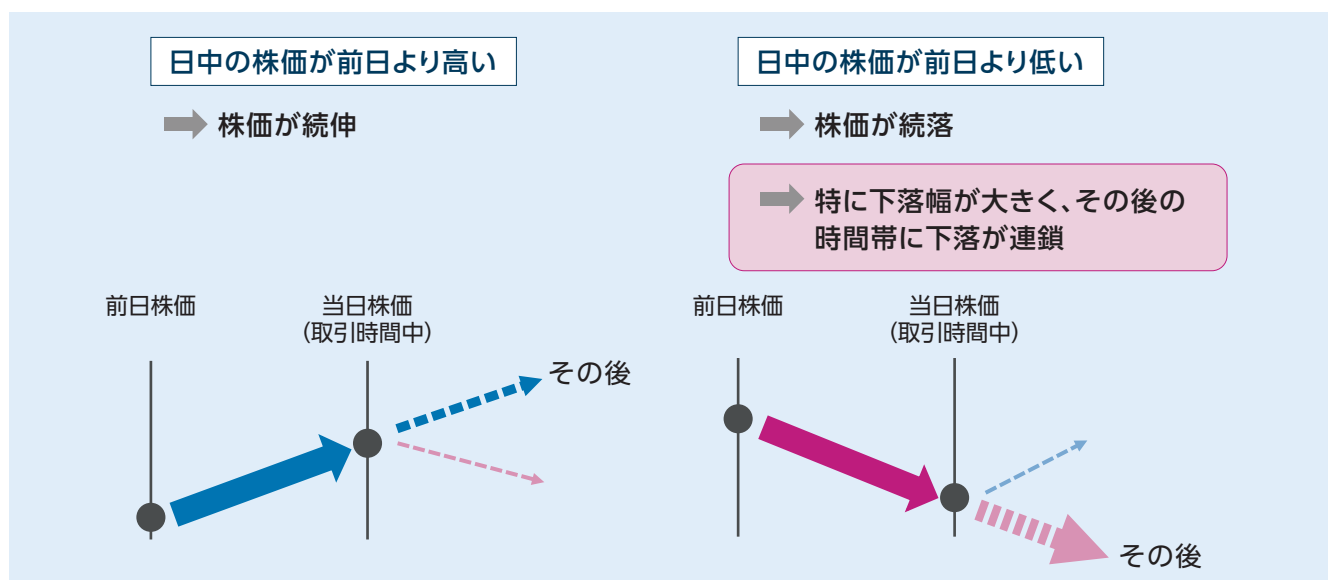 日中の株価が前日より高い
株価が続伸
前日株価
当日株価
(取引時間中)
その後
日中の株価が前日より低い
株価が続落
特に下落幅が大きく、その後の
時間帯に下落が連鎖
前日株価
当日株価
(取引時間中)
その後